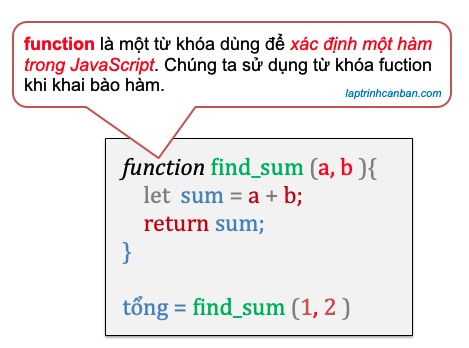 function là một từ khóa dùng để xác định một hàm
trong JavaScript. Chúng ta sử dụng từ khóa fuction
khi khai bào hàm.
laptrinhcanban.com
function find_sum (a, b ){
let sum = a + b;
return sum;
}
tổng = find_sum (1, 2 )